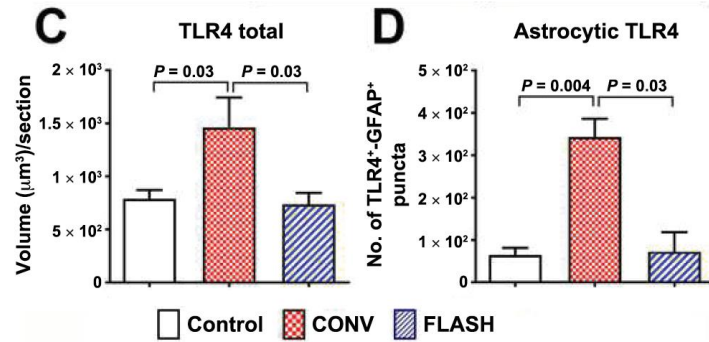 C
TLR4 total
Volume (μm³)/section
2 × 10³
1.5 × 10³
1 × 10³
5 × 10²
0
P = 0.03
P = 0.03
D
Astrocytic TLR4
No. of TLR4⁺-GFAP⁺
puncta
5 × 10²
4 × 10²
3 × 10²
2 × 10²
1 × 10²
0
P = 0.004
P = 0.03
Control
CONV
FLASH